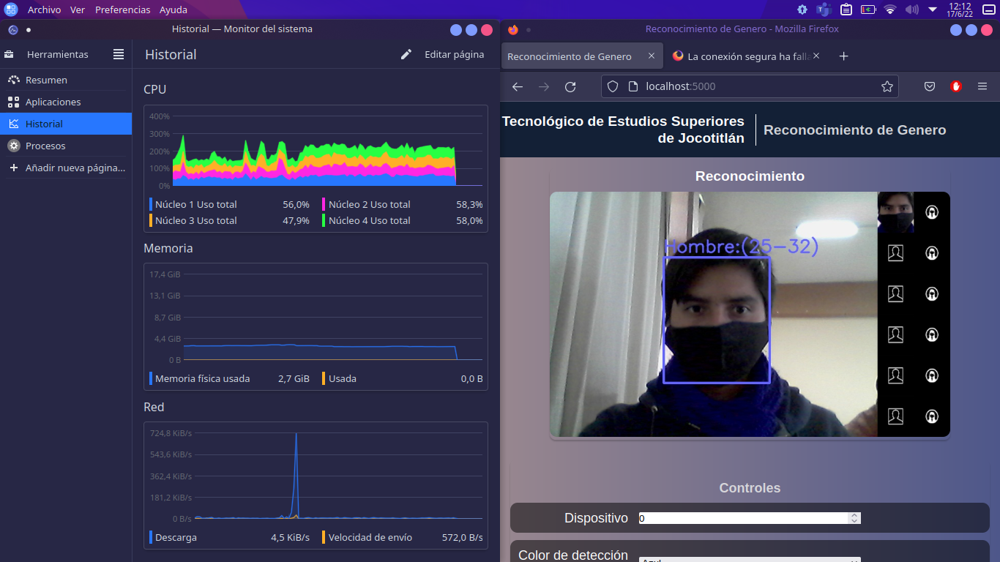 Archivo Ver Preferencias Ayuda
12:12
17/6/22
Historial — Monitor del sistema
Herramientas
Historial
Editar página
Resumen
Aplicaciones
Historial
Procesos
Añadir nueva página...
CPU
400%
300%
200%
100%
0%
Núcleo 1 Uso total 56,0%
Núcleo 2 Uso total 58,3%
Núcleo 3 Uso total 47,9%
Núcleo 4 Uso total 58,0%
Memoria
17,4 GiB
13,1 GiB
8,7 GiB
4,4 GiB
0 B
Memoria física usada 2,7 GiB
Usada 0,0 B
Red
724,8 KiB/s
543,6 KiB/s
362,4 KiB/s
181,2 KiB/s
0 B/s
Descarga 4,5 KiB/s
Velocidad de envío 572,0 B/s
Reconocimiento de Genero - Mozilla Firefox
Reconocimiento de Genero
La conexión segura ha falla
localhost:5000
Tecnológico de Estudios Superiores
de Jocotitlán
Reconocimiento de Genero
Reconocimiento
Hombre:(25-32)
Controles
Dispositivo 0
Color de detección